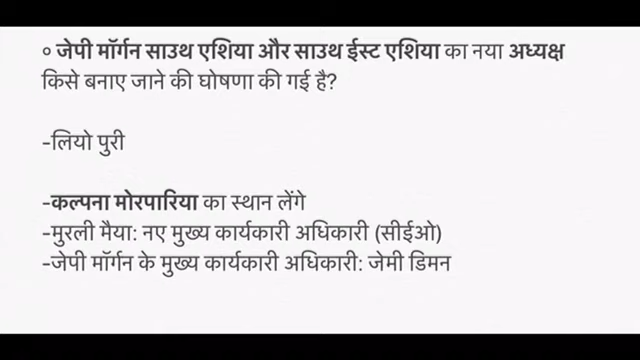 ० जेपी मॉर्गन साउथ एशिया और साउथ ईस्ट एशिया का नया अध्यक्ष
किसे बनाए जाने की घोषणा की गई है?
-लियो पुरी
-कल्पना मोरपारिया का स्थान लेंगे
-मुरली मैया: नए मुख्य कार्यकारी अधिकारी (सीईओ)
-जेपी मॉर्गन के मुख्य कार्यकारी अधिकारी: जेमी डिमन